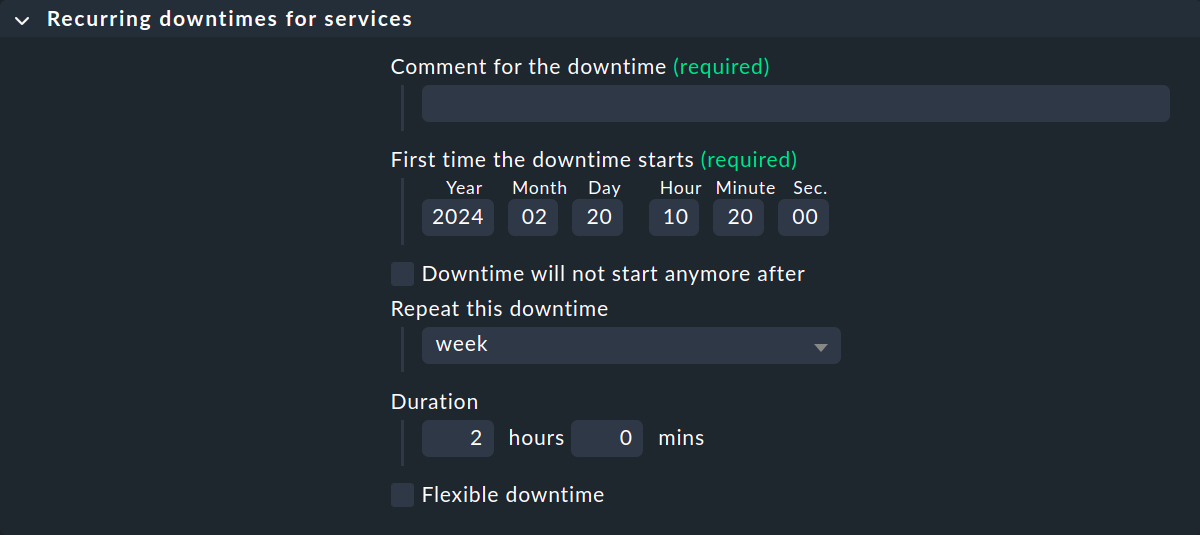 Recurring downtimes for services
Comment for the downtime (required)
First time the downtime starts (required)
Year Month Day Hour Minute Sec.
2024 02 20 10 20 00
Downtime will not start anymore after
Repeat this downtime
week
Duration
2 hours 0 mins
Flexible downtime